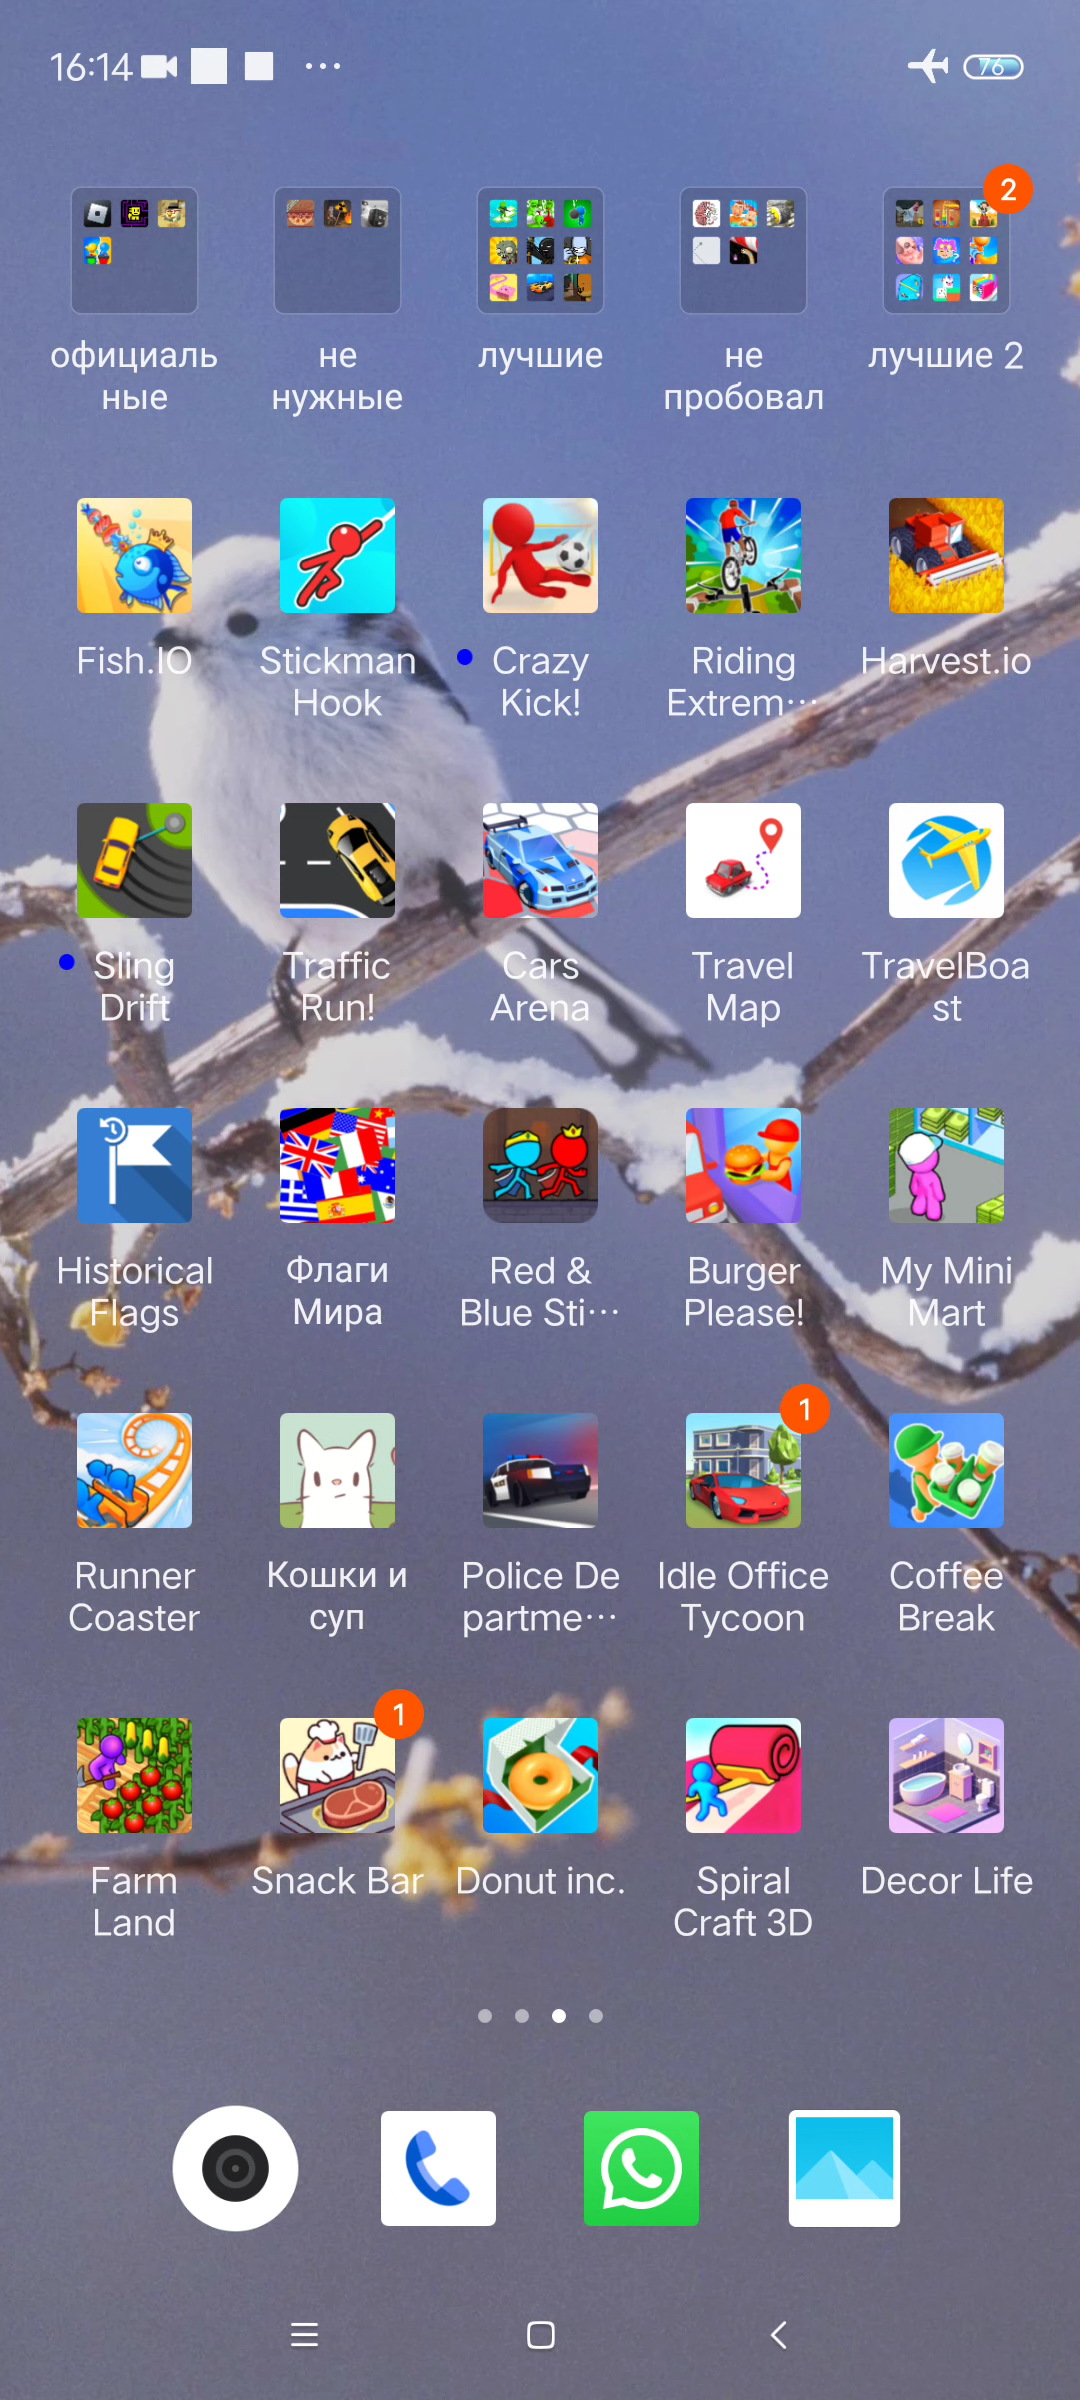 16:14 ··· 76
2
официаль не лучшие не лучшие 2
ные нужные пробовал
Fish.IO Stickman Crazy Riding Harvest.io
Hook Kick! Extrem···
Sling Traffic Cars Travel TravelBoa
Drift Run! Arena Map st
Historical Флаги Red & Burger My Mini
Flags Мира Blue Sti··· Please! Mart
1
Runner Кошки и Police De Idle Office Coffee
Coaster суп partme··· Tycoon Break
1
Farm Snack Bar Donut inc. Spiral Decor Life
Land Craft 3D